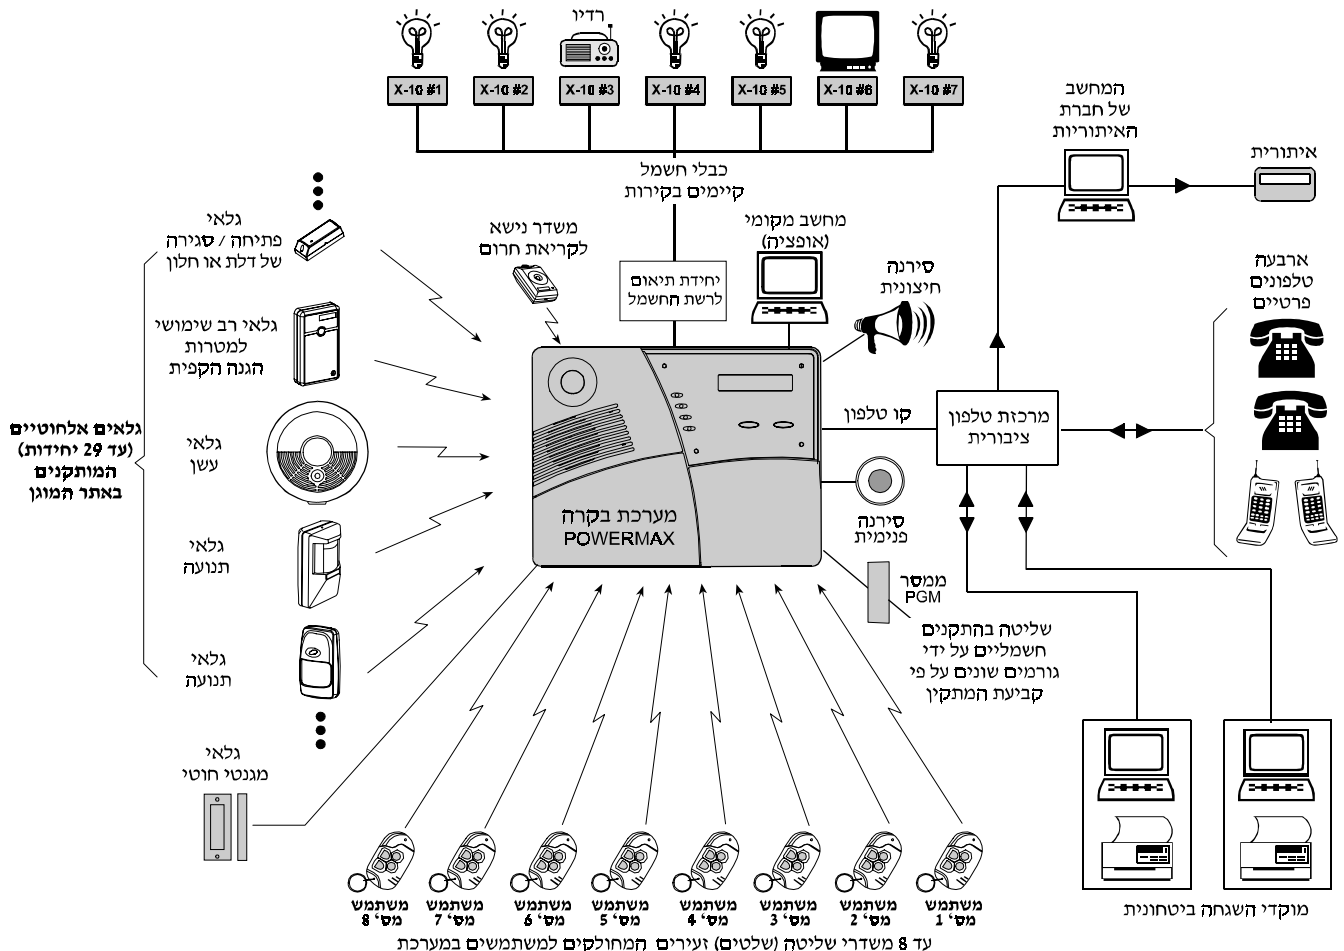 רדיו
X-10 #1
X-10 #2
X-10 #3
X-10 #4
X-10 #5
X-10 #6
X-10 #7
כבלי חשמל
קיימים בקירות
המחשב
של חברת
האיתוריות
איתורית
גלאי
פתיחה / סגירה
של דלת או חלון
משדר נישא
לקריאת חרום
יחידת תיאום
לרשת החשמל
מחשב מקומי
(אופציה)
סירנה
חיצונית
ארבעה
טלפונים
פרטיים
גלאי רב שימושי
למטרות
הגנה הקפית
גלאים אלחוטיים
(עד 29 יחידות)
המותקנים
באתר המוגן
גלאי
עשן
קו טלפון
מרכזת טלפון
ציבורית
מערכת בקרה
POWERMAX
סירנה
פנימית
גלאי
תנועה
ממסר
PGM
שליטה בהתקנים
חשמליים על ידי
גורמים שונים על פי
קביעת המתקין
גלאי
תנועה
גלאי
מגנטי חוטי
משתמש
מס' 8
משתמש
מס' 7
משתמש
מס' 6
משתמש
מס' 5
משתמש
מס' 4
משתמש
מס' 3
משתמש
מס' 2
משתמש
מס' 1
עד 8 משדרי שליטה (שלטים) זעירים המחולקים למשתמשים במערכת
מוקדי השגחה ביטחונית